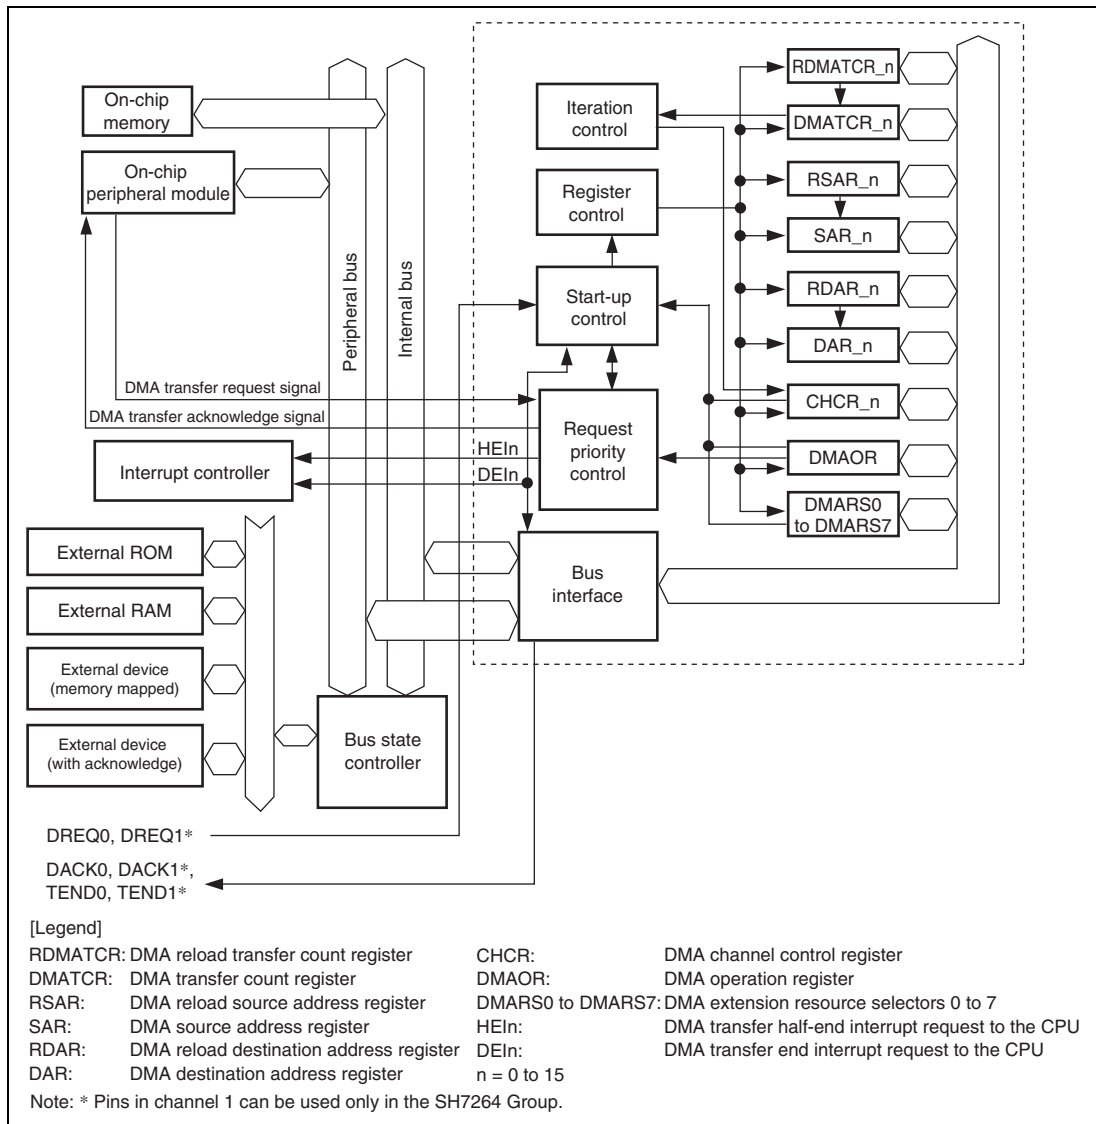 On-chip
memory
On-chip
peripheral module
Peripheral bus
Internal bus
Iteration
control
Register
control
Start-up
control
Request
priority
control
Bus
interface
RDMATCR_n
DMATCR_n
RSAR_n
SAR_n
RDAR_n
DAR_n
CHCR_n
DMAOR
DMARS0
to DMARS7
DMA transfer request signal
DMA transfer acknowledge signal
HEIn
DEIn
Interrupt controller
External ROM
External RAM
External device
(memory mapped)
External device
(with acknowledge)
Bus state
controller
DREQ0, DREQ1*
DACK0, DACK1*,
TEND0, TEND1*
[Legend]
RDMATCR: DMA reload transfer count register
DMATCR: DMA transfer count register
RSAR: DMA reload source address register
SAR: DMA source address register
RDAR: DMA reload destination address register
DAR: DMA destination address register
CHCR: DMA channel control register
DMAOR: DMA operation register
DMARS0 to DMARS7: DMA extension resource selectors 0 to 7
HEIn: DMA transfer half-end interrupt request to the CPU
DEIn: DMA transfer end interrupt request to the CPU
n = 0 to 15
Note: * Pins in channel 1 can be used only in the SH7264 Group.